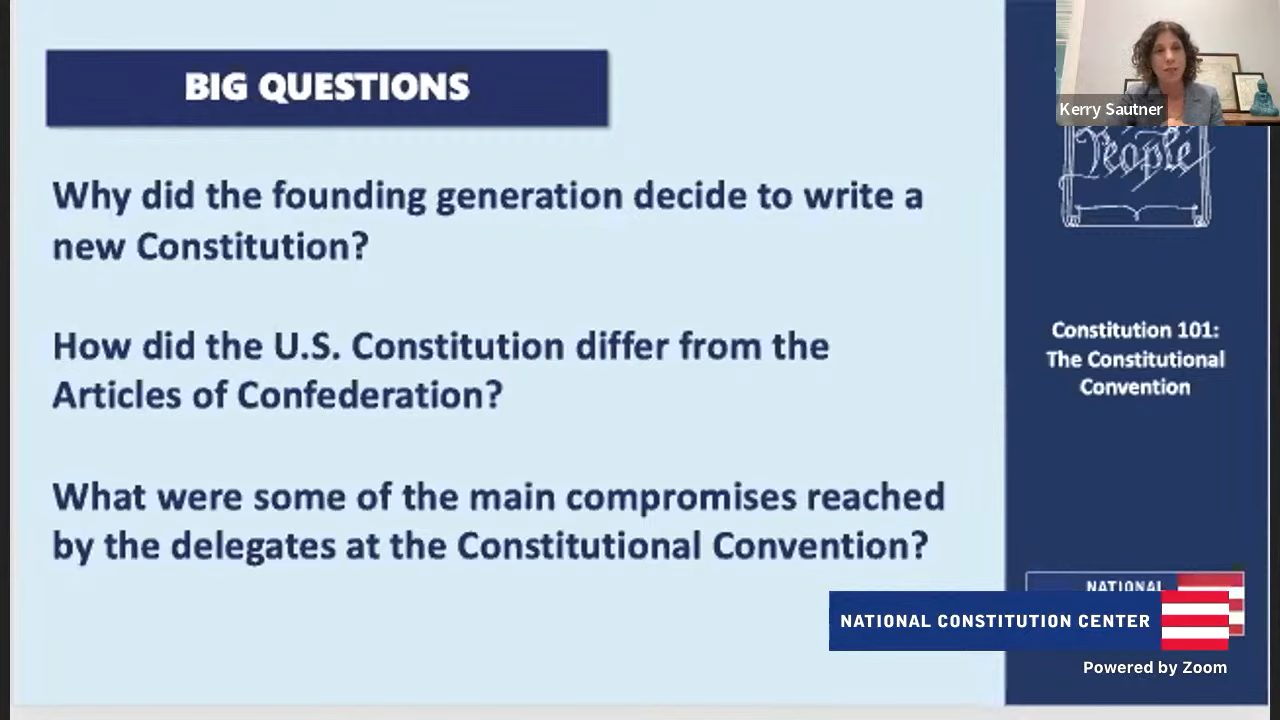 BIG QUESTIONS
Why did the founding generation decide to write a
new Constitution?
How did the U.S. Constitution differ from the
Articles of Confederation?
What were some of the main compromises reached
by the delegates at the Constitutional Convention?
Kerry Sautner
People
Constitution 101:
The Constitutional
Convention
NATIONAL
NATIONAL CONSTITUTION CENTER
Powered by Zoom